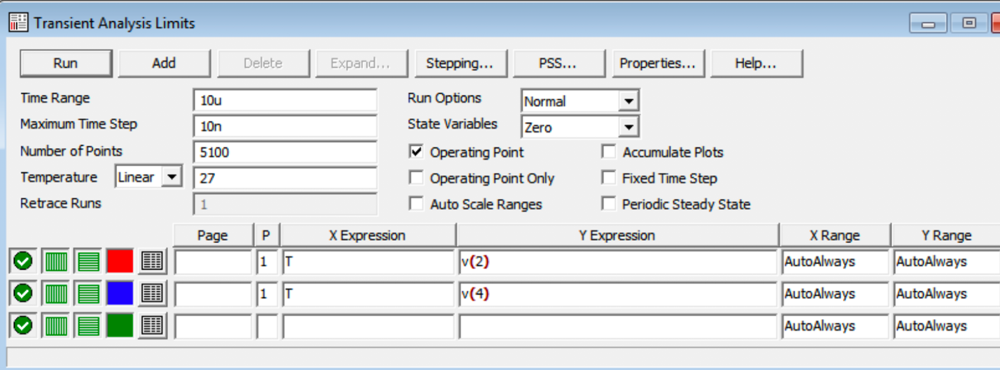 Transient Analysis Limits
Run Add Delete Expand... Stepping... PSS... Properties... Help...
Time Range 10u Run Options Normal
Maximum Time Step 10n State Variables Zero
Number of Points 5100 Operating Point Accumulate Plots
Temperature Linear 27 Operating Point Only Fixed Time Step
Retrace Runs 1 Auto Scale Ranges Periodic Steady State
Page P X Expression Y Expression X Range Y Range
1 T v(2) AutoAlways AutoAlways
1 T v(4) AutoAlways AutoAlways
AutoAlways AutoAlways